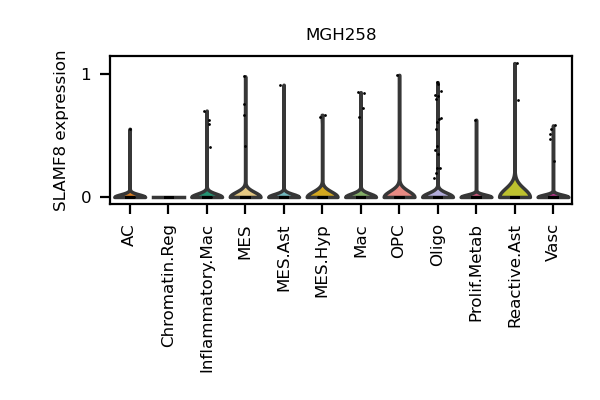 MGH258
SLAMF8 expression
1
0
AC
Chromatin.Reg
Inflammatory.Mac
MES
MES.Ast
MES.Hyp
Mac
OPC
Oligo
Prolif.Metab
Reactive.Ast
Vasc